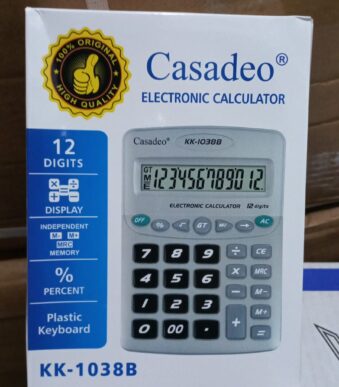 100% ORIGINAL
HIGH QUALITY
Casadeo®
ELECTRONIC CALCULATOR
12
DIGITS
DISPLAY
INDEPENDENT
M- M+
MRC
MEMORY
%
PERCENT
Plastic
Keyboard
KK-1038B
Casadeo®
KK-1038B
GT
M
E
123456789012.
ELECTRONIC CALCULATOR 12 digits
OFF % √ GT → AC
7 8 9 ÷ CE
4 5 6 × MRC
1 2 3 - M-
0 00 . + M+
=